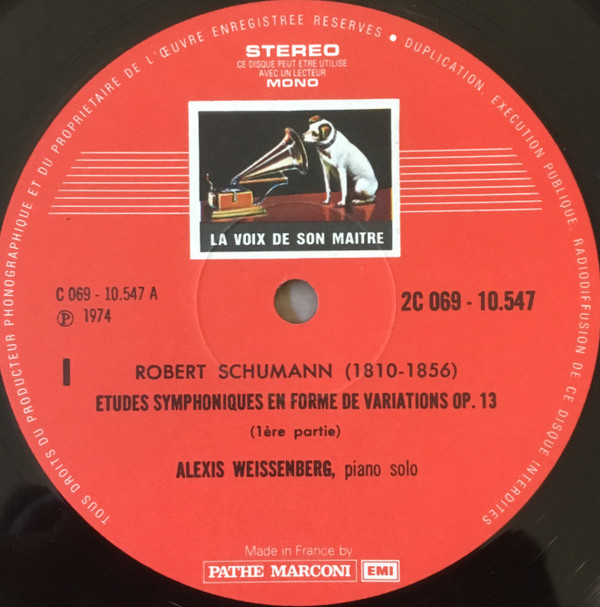 TOUS DROITS DU PRODUCTEUR PHONOGRAPHIQUE ET DU PROPRIETAIRE DE L'ŒUVRE ENREGISTREE RESERVES • DUPLICATION, EXECUTION PUBLIQUE, RADIODIFFUSION DE CE DISQUE INTERDITES
STEREO
CE DISQUE PEUT ETRE UTILISE
AVEC UN LECTEUR
MONO
LA VOIX DE SON MAITRE
C 069 - 10.547 A
℗ 1974
2C 069 - 10.547
I
ROBERT SCHUMANN (1810-1856)
ETUDES SYMPHONIQUES EN FORME DE VARIATIONS OP. 13
(1ère partie)
ALEXIS WEISSENBERG, piano solo
Made in France by
PATHE MARCONI EMI